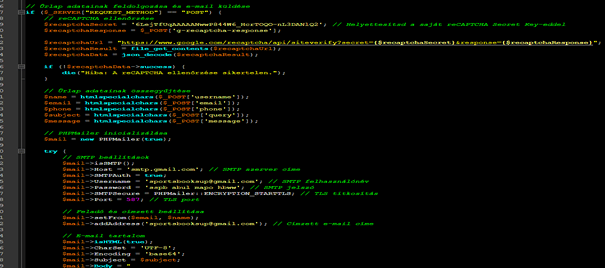 // Űrlap adatainak feldolgozása és e-mail küldése
if ($_SERVER["REQUEST_METHOD"] == "POST") {
// reCAPTCHA ellenőrzése
$recaptchaSecret = // Helyettesítsd a saját reCAPTCHA Secret Key-eddel
$recaptchaResponse = $_POST['g-recaptcha-response'];
$recaptchaUrl = "https://www.google.com/recaptcha/api/siteverify?secret={$recaptchaSecret}&response={$recaptchaResponse}";
$recaptchaResult = file_get_contents($recaptchaUrl);
$recaptchaData = json_decode($recaptchaResult);
if (!$recaptchaData->success) {
die("Hiba: A reCAPTCHA ellenőrzése sikertelen.");
}
// Űrlap adatainak összegyűjtése
$name = htmlspecialchars($_POST['username']);
$email = htmlspecialchars($_POST['email']);
$phone = htmlspecialchars($_POST['phone']);
$subject = htmlspecialchars($_POST['query']);
$message = htmlspecialchars($_POST['message']);
// PHPMailer inicializálása
$mail = new PHPMailer(true);
try {
// SMTP beállítások
$mail->isSMTP();
$mail->Host = 'smtp.gmail.com'; // SMTP szerver címe
$mail->SMTPAuth = true;
$mail->Username = 'sportsbooksup@gmail.com'; // SMTP felhasználónév
$mail->Password = // SMTP jelszó
$mail->SMTPSecure = PHPMailer::ENCRYPTION_STARTTLS; // TLS titkosítás
$mail->Port = 587; // TLS port
// Feladó és címzett beállítása
$mail->setFrom($email, $name);
$mail->addAddress('sportsbooksup@gmail.com'); // Címzett e-mail címe
// E-mail tartalom
$mail->isHTML(true);
$mail->CharSet = 'UTF-8';
$mail->Encoding = 'base64';
$mail->Subject = $subject;
$mail->Body = "